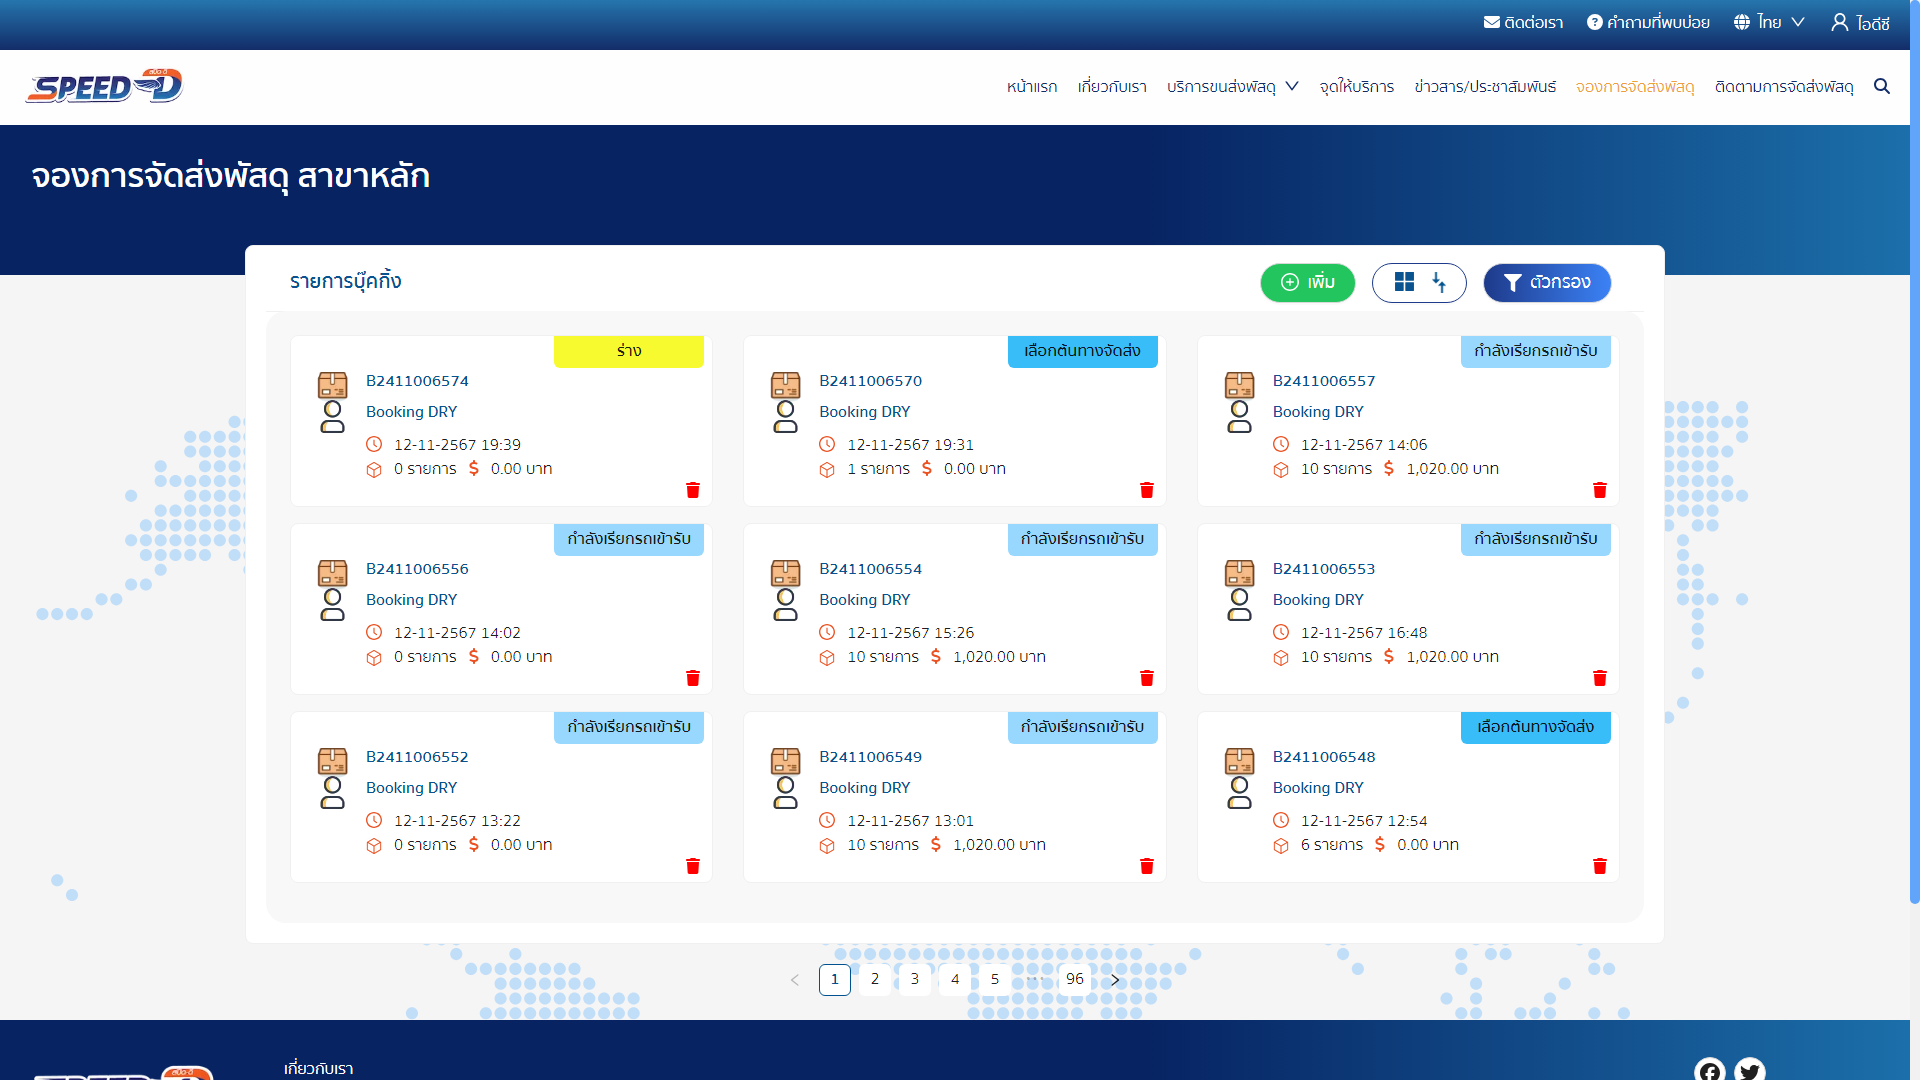 ติดต่อเรา คำถามที่พบบ่อย ไทย ไอดีซี
SPEED-D สปีด-ดี
หน้าแรก เกี่ยวกับเรา บริการขนส่งพัสดุ จุดให้บริการ ข่าวสาร/ประชาสัมพันธ์ จองการจัดส่งพัสดุ ติดตามการจัดส่งพัสดุ
จองการจัดส่งพัสดุ สาขาหลัก
รายการบุ๊คกิ้ง
เพิ่ม
ตัวกรอง
ร่าง
B2411006574
Booking DRY
12-11-2567 19:39
0 รายการ $ 0.00 บาท
เลือกต้นทางจัดส่ง
B2411006570
Booking DRY
12-11-2567 19:31
1 รายการ $ 0.00 บาท
กำลังเรียกรถเข้ารับ
B2411006557
Booking DRY
12-11-2567 14:06
10 รายการ $ 1,020.00 บาท
กำลังเรียกรถเข้ารับ
B2411006556
Booking DRY
12-11-2567 14:02
0 รายการ $ 0.00 บาท
กำลังเรียกรถเข้ารับ
B2411006554
Booking DRY
12-11-2567 15:26
10 รายการ $ 1,020.00 บาท
กำลังเรียกรถเข้ารับ
B2411006553
Booking DRY
12-11-2567 16:48
10 รายการ $ 1,020.00 บาท
กำลังเรียกรถเข้ารับ
B2411006552
Booking DRY
12-11-2567 13:22
0 รายการ $ 0.00 บาท
กำลังเรียกรถเข้ารับ
B2411006549
Booking DRY
12-11-2567 13:01
10 รายการ $ 1,020.00 บาท
เลือกต้นทางจัดส่ง
B2411006548
Booking DRY
12-11-2567 12:54
6 รายการ $ 0.00 บาท
< 1 2 3 4 5 ••• 96 >
เกี่ยวกับเรา